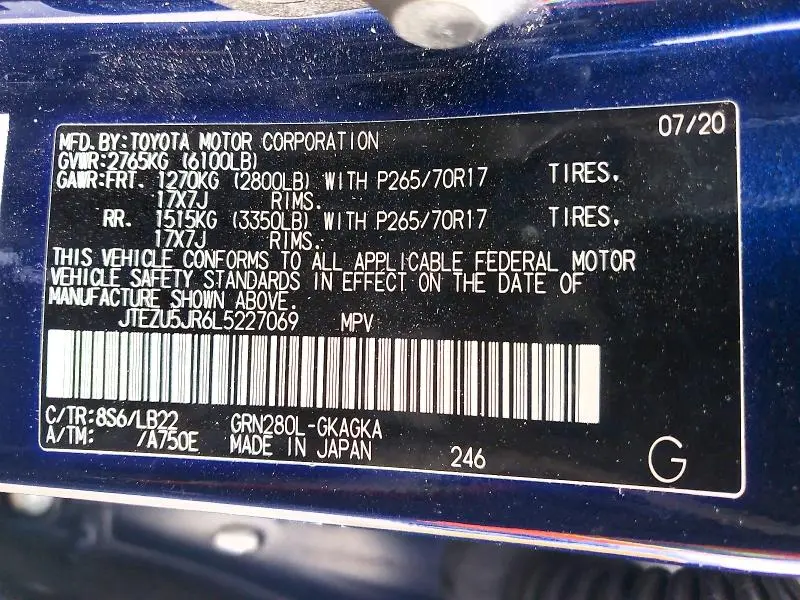 07/20
MFD.BY:TOYOTA MOTOR CORPORATION
GVWR:2765KG (6100LB)
GAWR:FRT. 1270KG (2800LB) WITH P265/70R17 TIRES,
17X7J RIMS.
RR. 1515KG (3350LB) WITH P265/70R17 TIRES,
17X7J RIMS.
THIS VEHICLE CONFORMS TO ALL APPLICABLE FEDERAL MOTOR
VEHICLE SAFETY STANDARDS IN EFFECT ON THE DATE OF
MANUFACTURE SHOWN ABOVE.
JTEZU5JR6L5227069 MPV
C/TR:8S6/LB22 GRN280L-GKAGKA
A/TM: /A750E MADE IN JAPAN 246 G